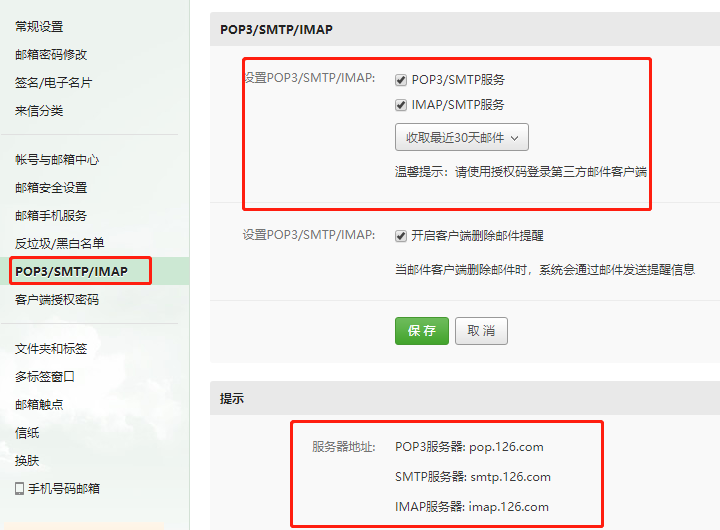 常规设置
邮箱密码修改
签名/电子名片
来信分类
帐号与邮箱中心
邮箱安全设置
邮箱手机服务
反垃圾/黑白名单
POP3/SMTP/IMAP
客户端授权密码
文件夹和标签
多标签窗口
邮箱触点
信纸
换肤
手机号码邮箱
POP3/SMTP/IMAP
设置POP3/SMTP/IMAP: POP3/SMTP服务
IMAP/SMTP服务
收取最近30天邮件
温馨提示：请使用授权码登录第三方邮件客户端
设置POP3/SMTP/IMAP: 开启客户端删除邮件提醒
当邮件客户端删除邮件时，系统会通过邮件发送提醒信息
保存 取消
提示
服务器地址: POP3服务器: pop.126.com
SMTP服务器: smtp.126.com
IMAP服务器: imap.126.com